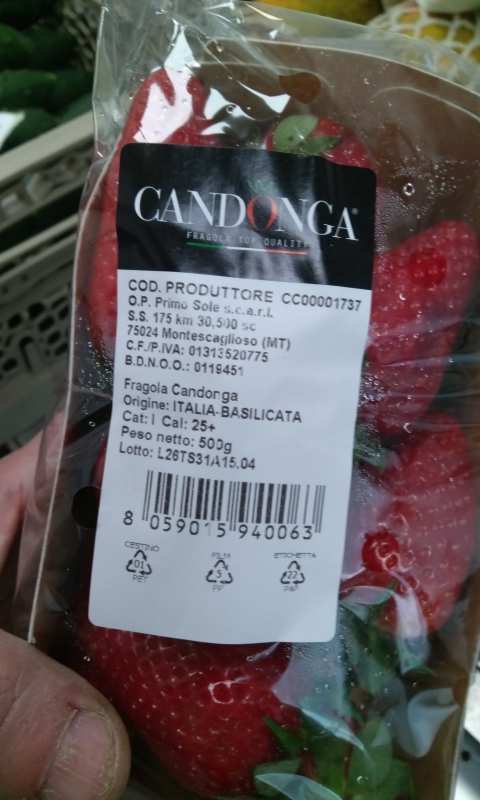 CANDONGA®
FRAGOLA TOP QUALITY
COD. PRODUTTORE CC00001737
O.P. Primo Sole s.c.a.r.l.
S.S. 175 km 30,500 sc
75024 Montescaglioso (MT)
C.F./P.IVA: 01313520775
B.D.N.O.O.: 0119451
Fragola Candonga
Origine: ITALIA-BASILICATA
Cat: I Cal: 25+
Peso netto: 500g
Lotto: L26TS31A15.04
8 059015 940063
CESTINO FILM ETICHETTA
01 5 22
PET PP PAP